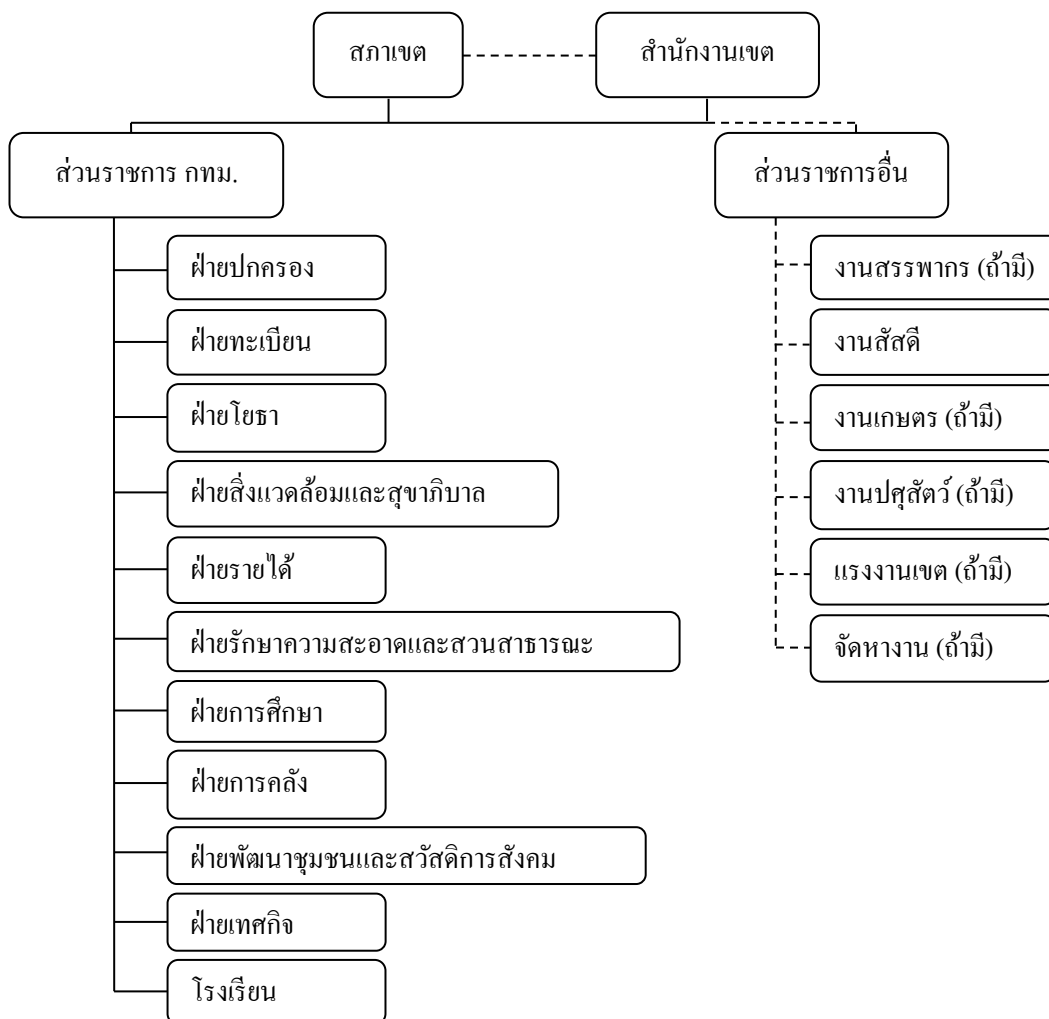 สภาเขต
สำนักงานเขต
ส่วนราชการ กทม.
ส่วนราชการอื่น
ฝ่ายปกครอง
ฝ่ายทะเบียน
ฝ่ายโยธา
ฝ่ายสิ่งแวดล้อมและสุขาภิบาล
ฝ่ายรายได้
ฝ่ายรักษาความสะอาดและสวนสาธารณะ
ฝ่ายการศึกษา
ฝ่ายการคลัง
ฝ่ายพัฒนาชุมชนและสวัสดิการสังคม
ฝ่ายเทศกิจ
โรงเรียน
งานสรรพากร (ถ้ามี)
งานสัสดี
งานเกษตร (ถ้ามี)
งานปศุสัตว์ (ถ้ามี)
แรงงานเขต (ถ้ามี)
จัดหางาน (ถ้ามี)